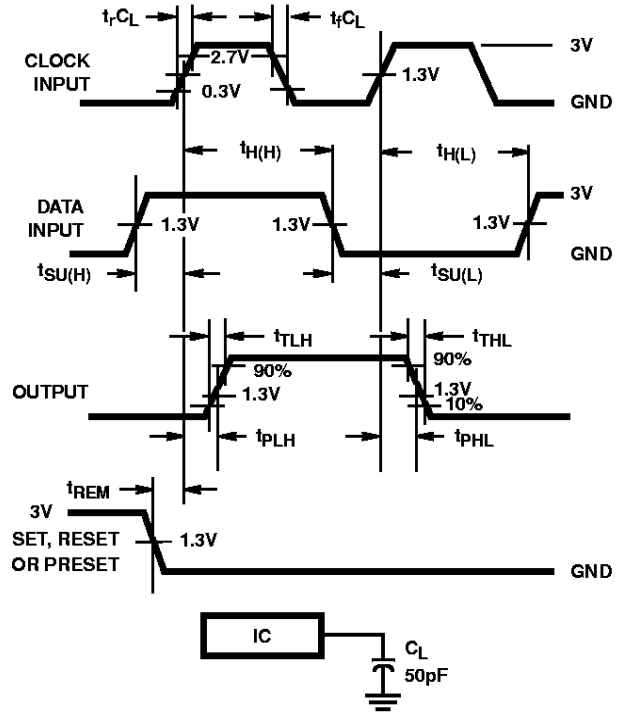 trCL
tfCL
CLOCK
INPUT
2.7V
0.3V
1.3V
3V
GND
tH(H)
tH(L)
DATA
INPUT
1.3V
1.3V
1.3V
3V
GND
tSU(H)
tSU(L)
tTLH
tTHL
OUTPUT
90%
1.3V
90%
1.3V
10%
tPLH
tPHL
tREM
3V
SET, RESET
OR PRESET
1.3V
GND
IC
CL
50pF